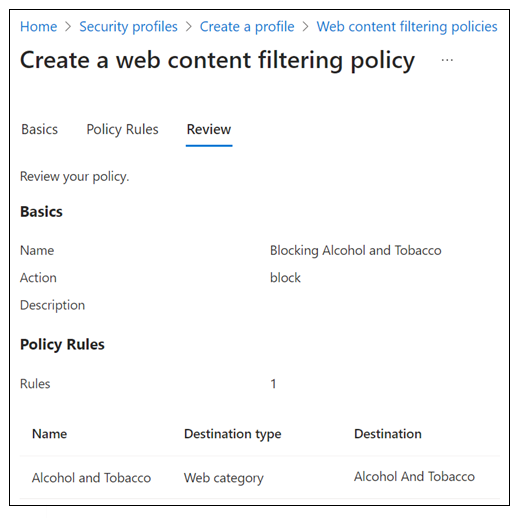 Home > Security profiles > Create a profile > Web content filtering policies
Create a web content filtering policy ...
Basics Policy Rules Review
Review your policy.
Basics
Name Blocking Alcohol and Tobacco
Action block
Description
Policy Rules
Rules 1
Name Destination type Destination
Alcohol and Tobacco Web category Alcohol And Tobacco